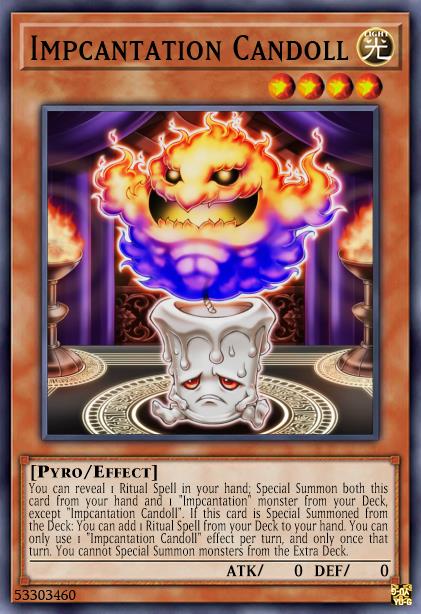 IMPCANTATION CANDOLL
LIGHT
光
[PYRO/EFFECT]
You can reveal 1 Ritual Spell in your hand; Special Summon both this
card from your hand and 1 "Impcantation" monster from your Deck,
except "Impcantation Candoll". If this card is Special Summoned from
the Deck: You can add 1 Ritual Spell from your Deck to your hand. You can
only use 1 "Impcantation Candoll" effect per turn, and only once that
turn. You cannot Special Summon monsters from the Extra Deck.
ATK/ 0 DEF/ 0
53303460